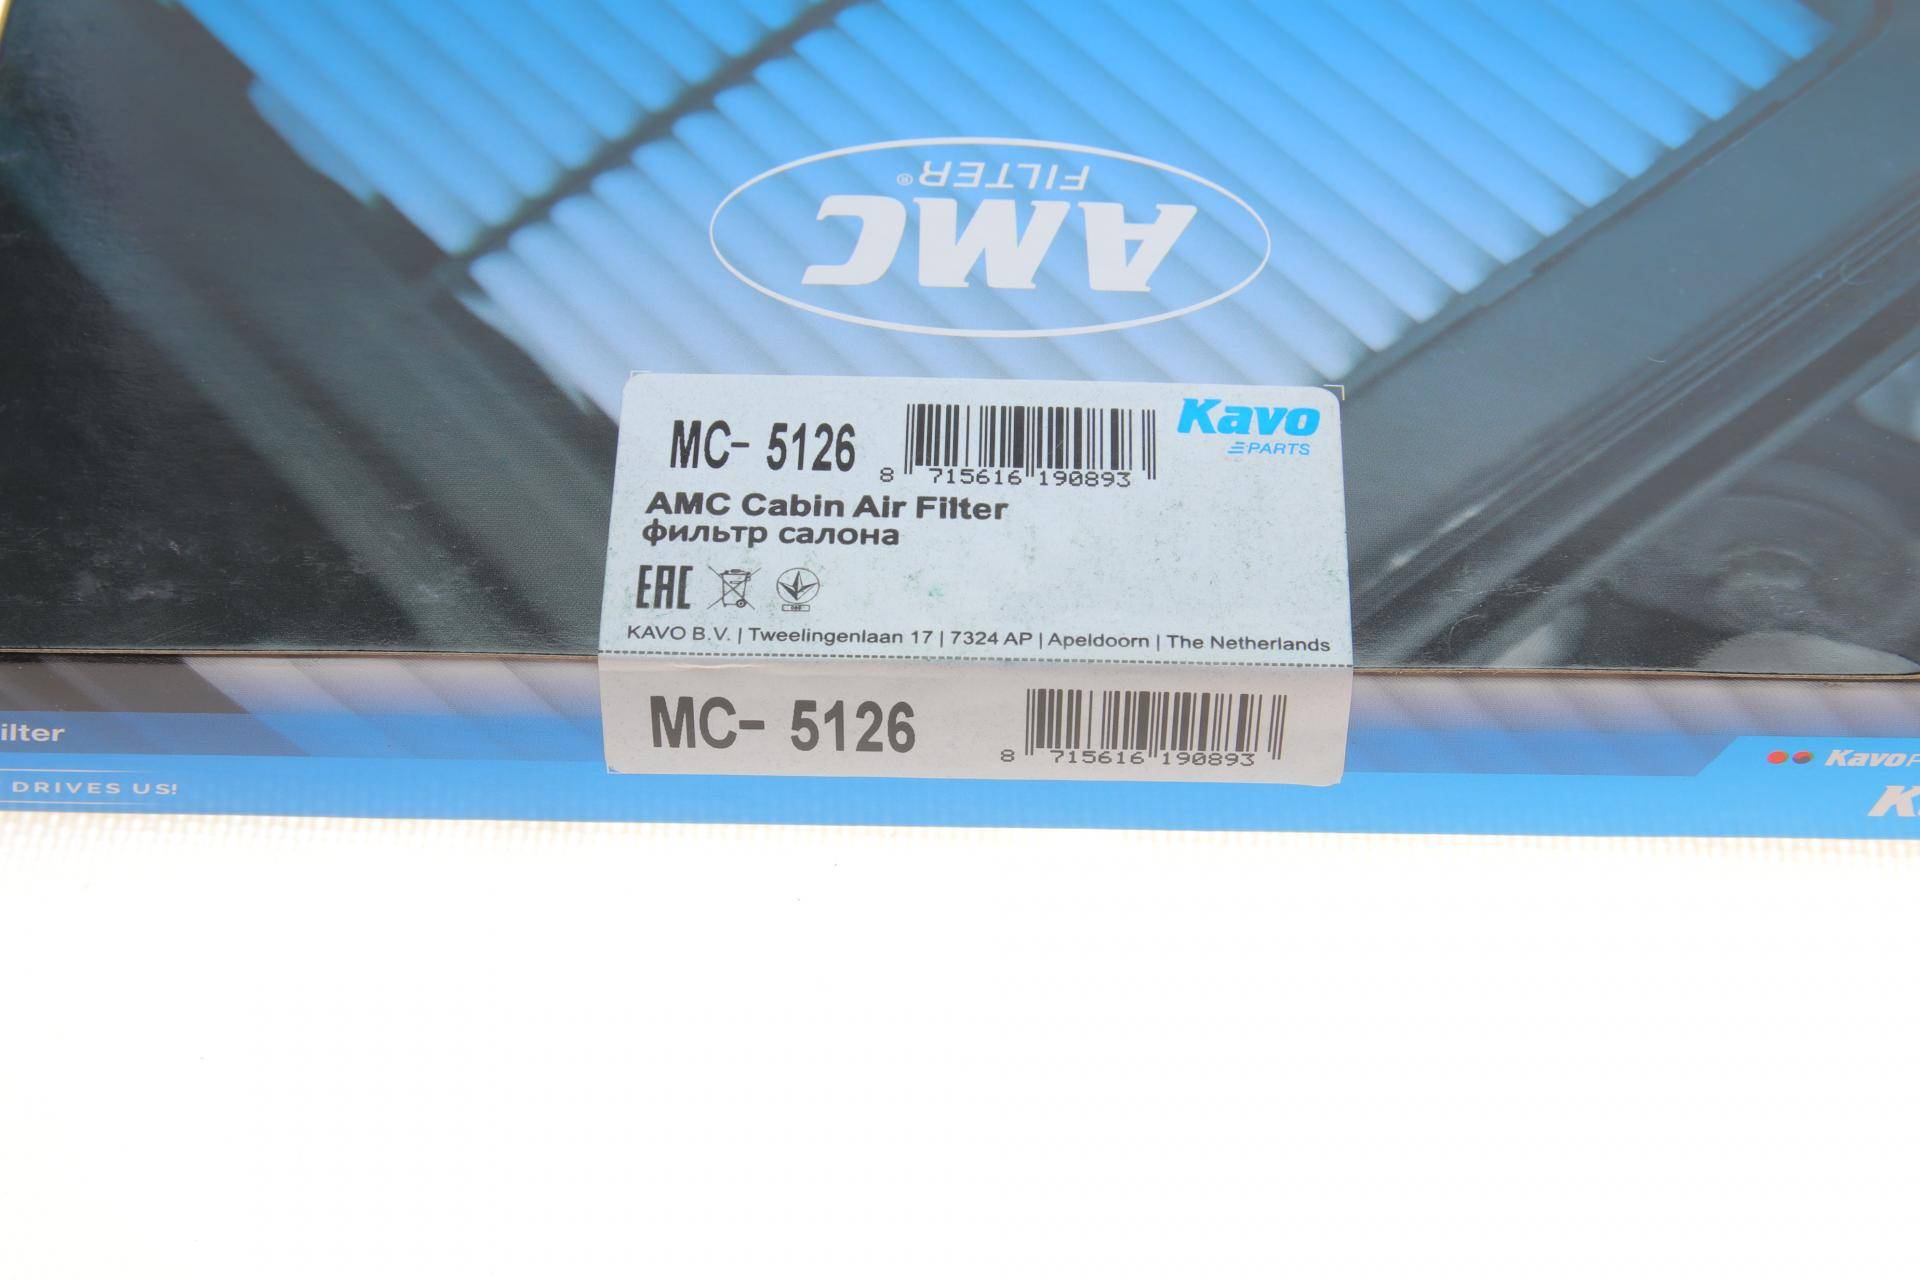 FILTER®
AMC
MC- 5126
8 715616 190893
Kavo
PARTS
AMC Cabin Air Filter
фильтр салона
EAC
KAVO B.V. | Tweelingenlaan 17 | 7324 AP | Apeldoorn | The Netherlands
MC- 5126
8 715616 190893
ilter
DRIVES US!
Kavo